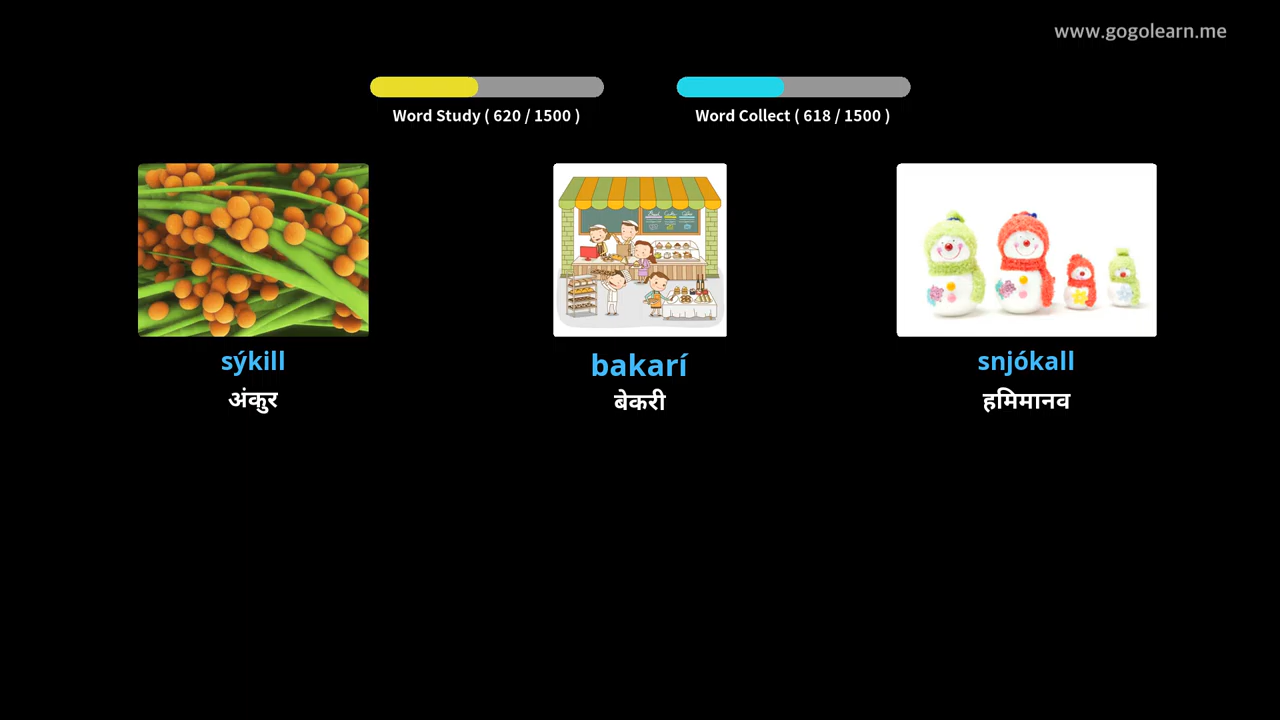 www.gogolearn.me
Word Study ( 620 / 1500 )
Word Collect ( 618 / 1500 )
sýkill
अंकुर
bakarí
बेकरी
snjókall
हिममानव